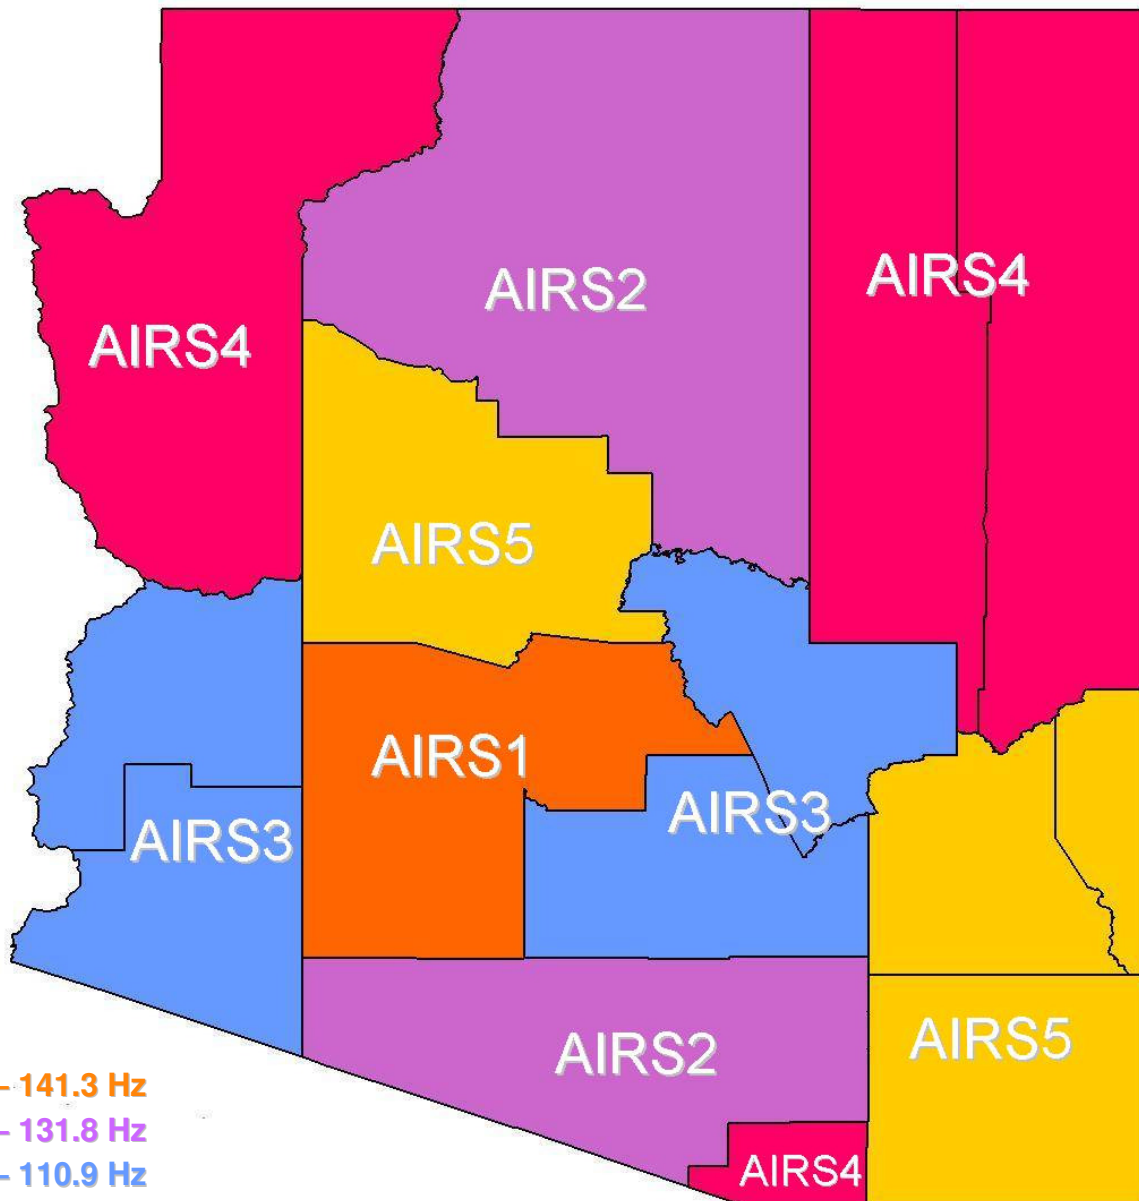 AIRS4
AIRS2
AIRS4
AIRS5
AIRS1
AIRS3
AIRS3
AIRS2
AIRS5
AIRS4
– 141.3 Hz
– 131.8 Hz
– 110.9 Hz